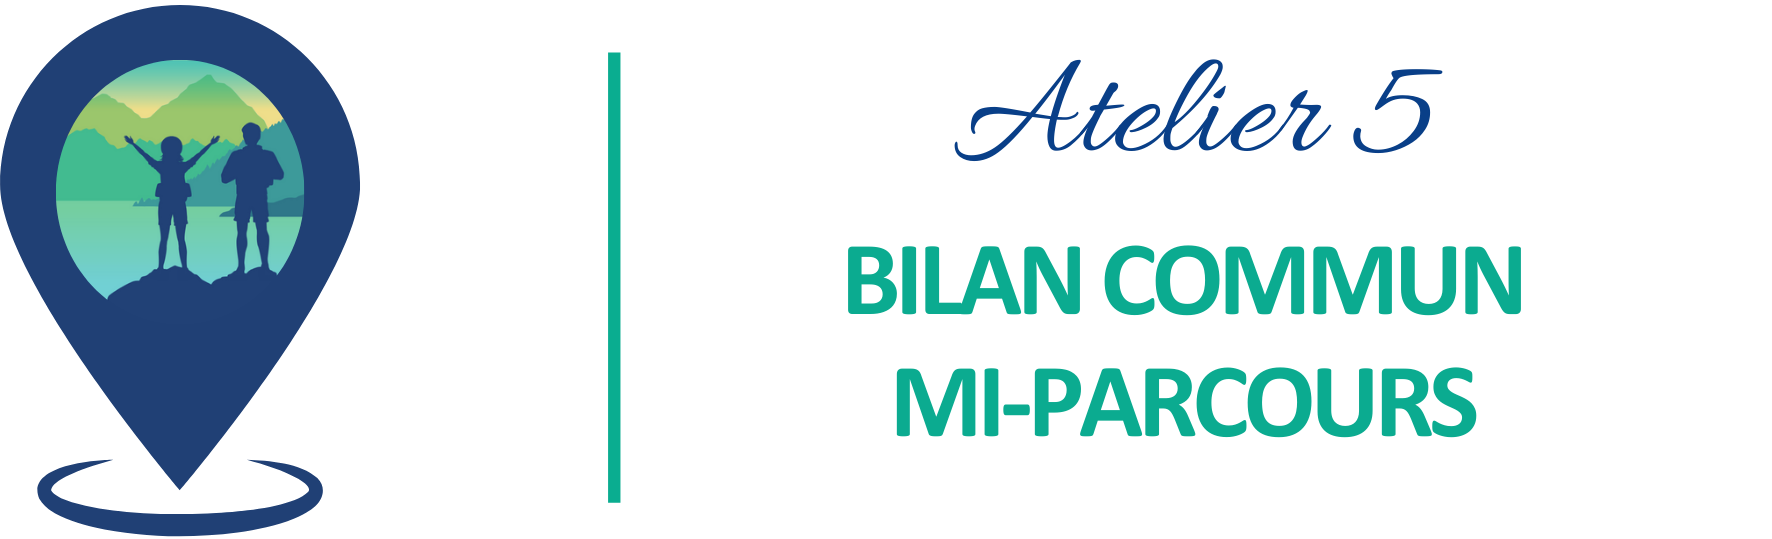 Atelier 5
BILAN COMMUN
MI-PARCOURS